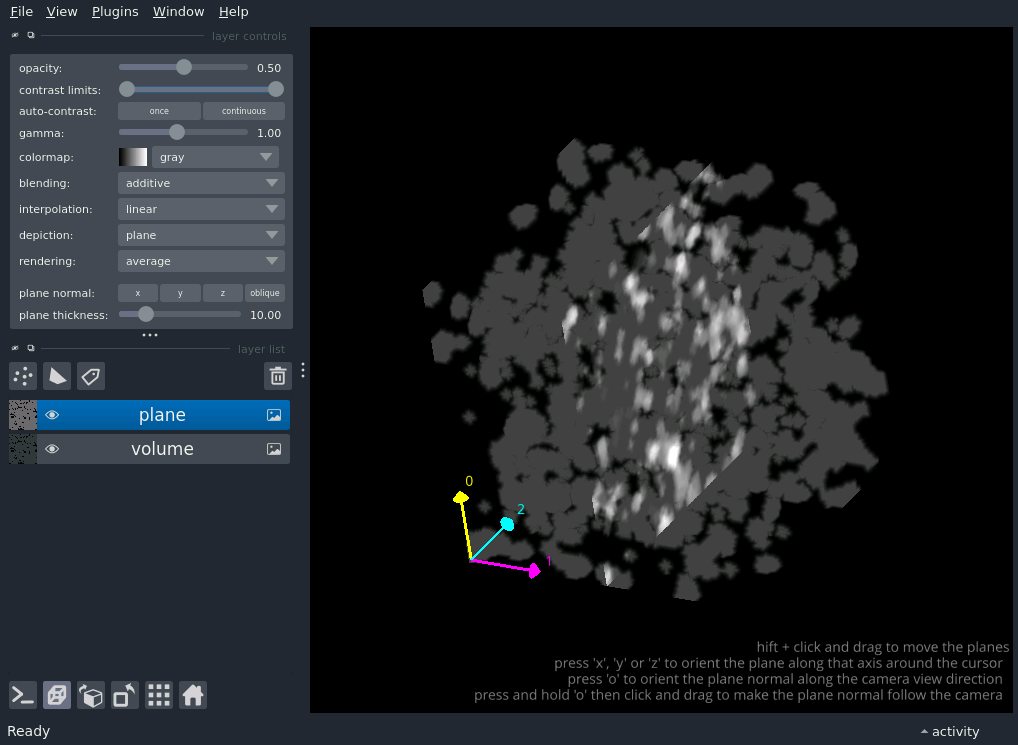 File View Plugins Window Help
layer controls
opacity: 0.50
contrast limits:
auto-contrast: once continuous
gamma: 1.00
colormap: gray
blending: additive
interpolation: linear
depiction: plane
rendering: average
plane normal: x y z oblique
plane thickness: 10.00
layer list
plane
volume
0
2
1
hift + click and drag to move the planes
press 'x', 'y' or 'z' to orient the plane along that axis around the cursor
press 'o' to orient the plane normal along the camera view direction
press and hold 'o' then click and drag to make the plane normal follow the camera
Ready activity